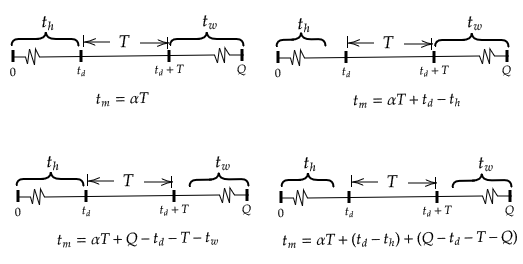 t_h T t_w
0 t_d t_d + T Q
t_m = αT
t_h T t_w
0 t_d t_d + T Q
t_m = αT + t_d − t_h
t_h T t_w
0 t_d t_d + T Q
t_m = αT + Q − t_d − T − t_w
t_h T t_w
0 t_d t_d + T Q
t_m = αT + (t_d − t_h) + (Q − t_d − T − Q)